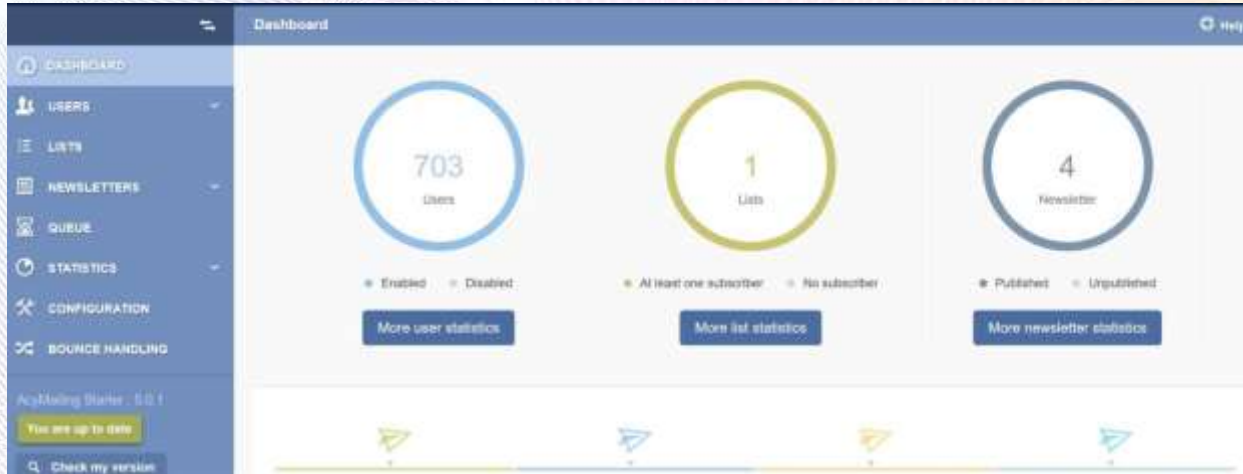 Dashboard
Help
DASHBOARD
USERS
LISTS
NEWSLETTERS
QUEUE
STATISTICS
CONFIGURATION
BOUNCE HANDLING
AcyMailing Starter : 5.0.1
You are up to date
Check my version
703
Users
Enabled Disabled
More user statistics
1
Lists
At least one subscriber No subscriber
More list statistics
4
Newsletter
Published Unpublished
More newsletter statistics